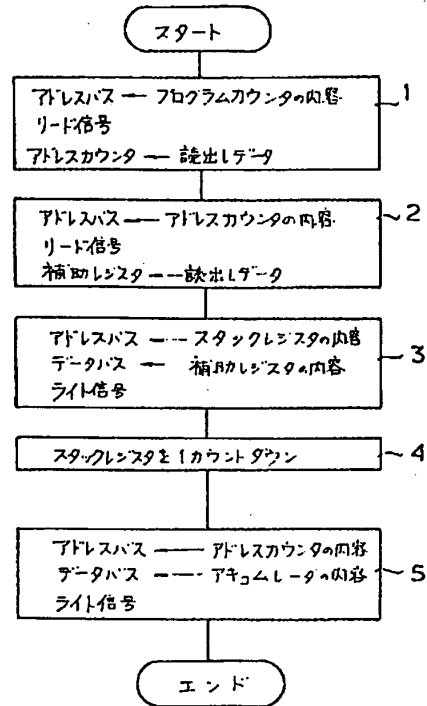 スタート
アドレスバス ← プログラムカウンタの内容
リード信号
アドレスカウンタ ← 読出しデータ
1
アドレスバス ← アドレスカウンタの内容
リード信号
補助レジスタ ← 読出しデータ
2
アドレスバス ← スタックレジスタの内容
データバス ← 補助レジスタの内容
ライト信号
3
スタックレジスタを1カウントダウン
4
アドレスバス ← アドレスカウンタの内容
データバス ← アキュムレータの内容
ライト信号
5
エンド